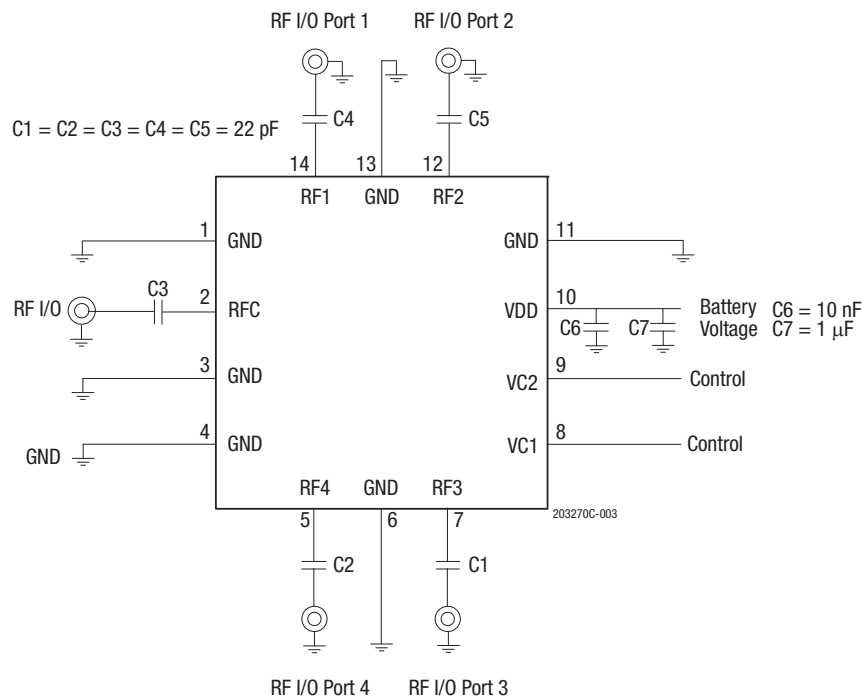 RF I/O Port 1 RF I/O Port 2
C1 = C2 = C3 = C4 = C5 = 22 pF
C4 C5
14 13 12
RF1 GND RF2
1 GND
GND 11
RF I/O C3 2 RFC
VDD 10
C6 C7
Battery C6 = 10 nF
Voltage C7 = 1 μF
3 GND
VC2 9 Control
GND 4 GND
VC1 8 Control
RF4 GND RF3
5 6 7
203270C-003
C2 C1
RF I/O Port 4 RF I/O Port 3